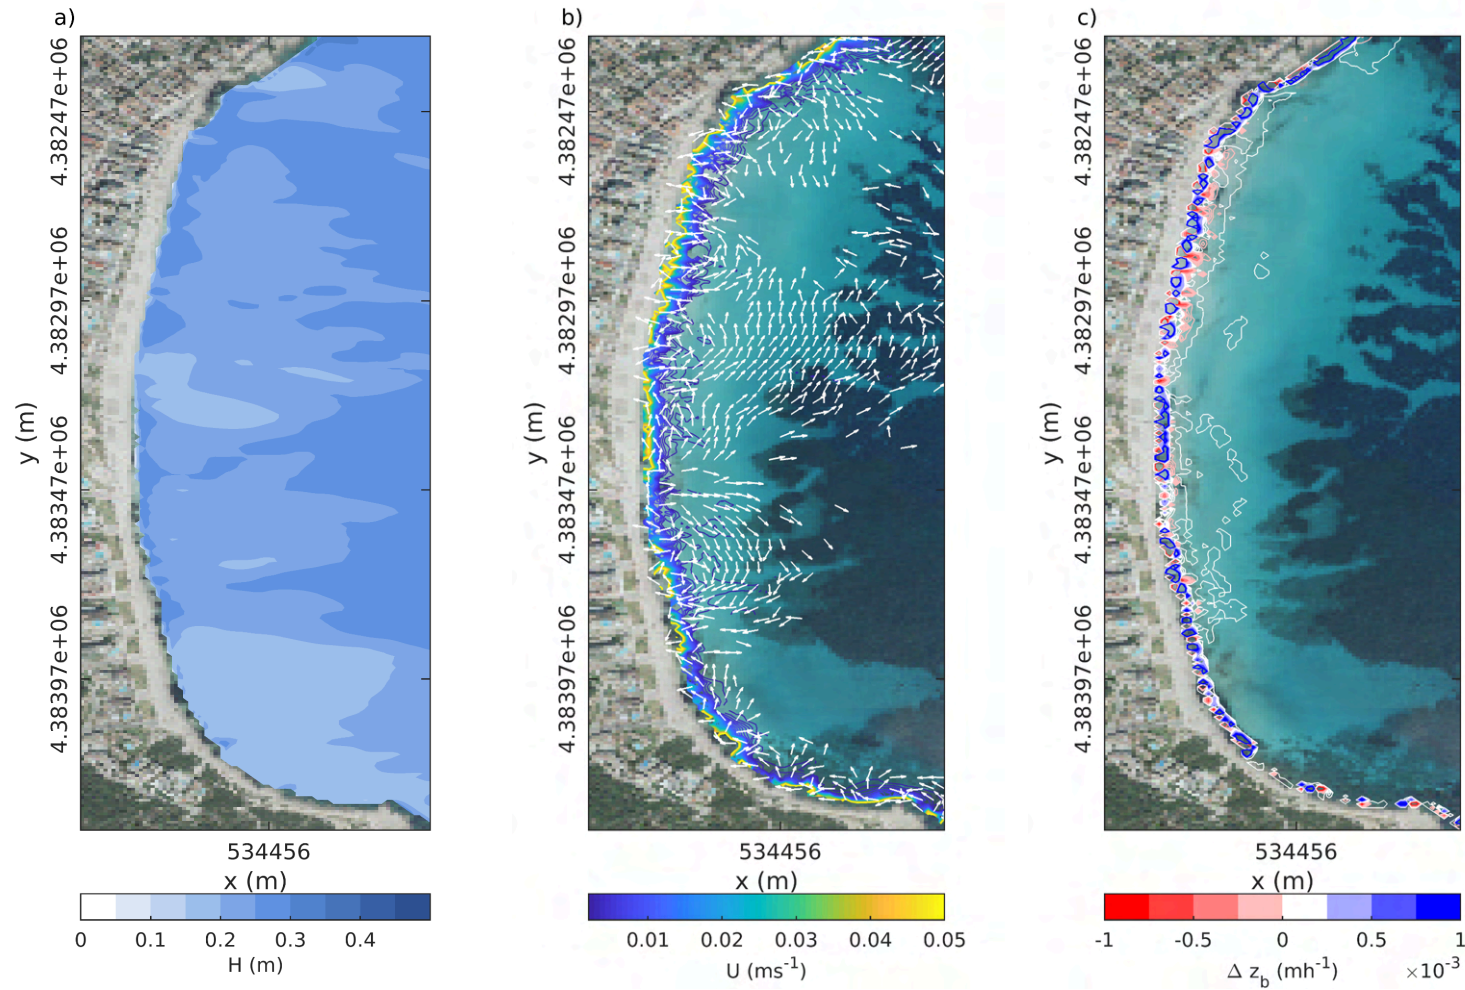 a)
4.38247e+06
4.38297e+06
4.38347e+06
4.38397e+06
y (m)
534456
x (m)
0 0.1 0.2 0.3 0.4
H (m)
b)
4.38247e+06
4.38297e+06
4.38347e+06
4.38397e+06
y (m)
534456
x (m)
0.01 0.02 0.03 0.04 0.05
U (ms⁻¹)
c)
4.38247e+06
4.38297e+06
4.38347e+06
4.38397e+06
y (m)
534456
x (m)
-1 -0.5 0 0.5 1
Δ z_b (mh⁻¹) ×10⁻³